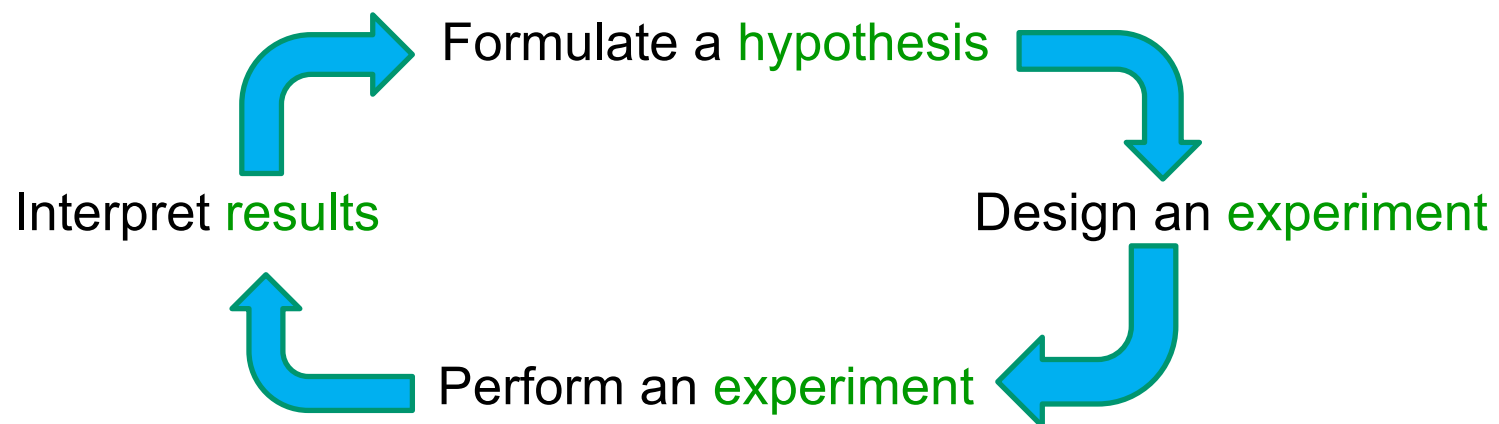 Formulate a hypothesis
Interpret results
Design an experiment
Perform an experiment